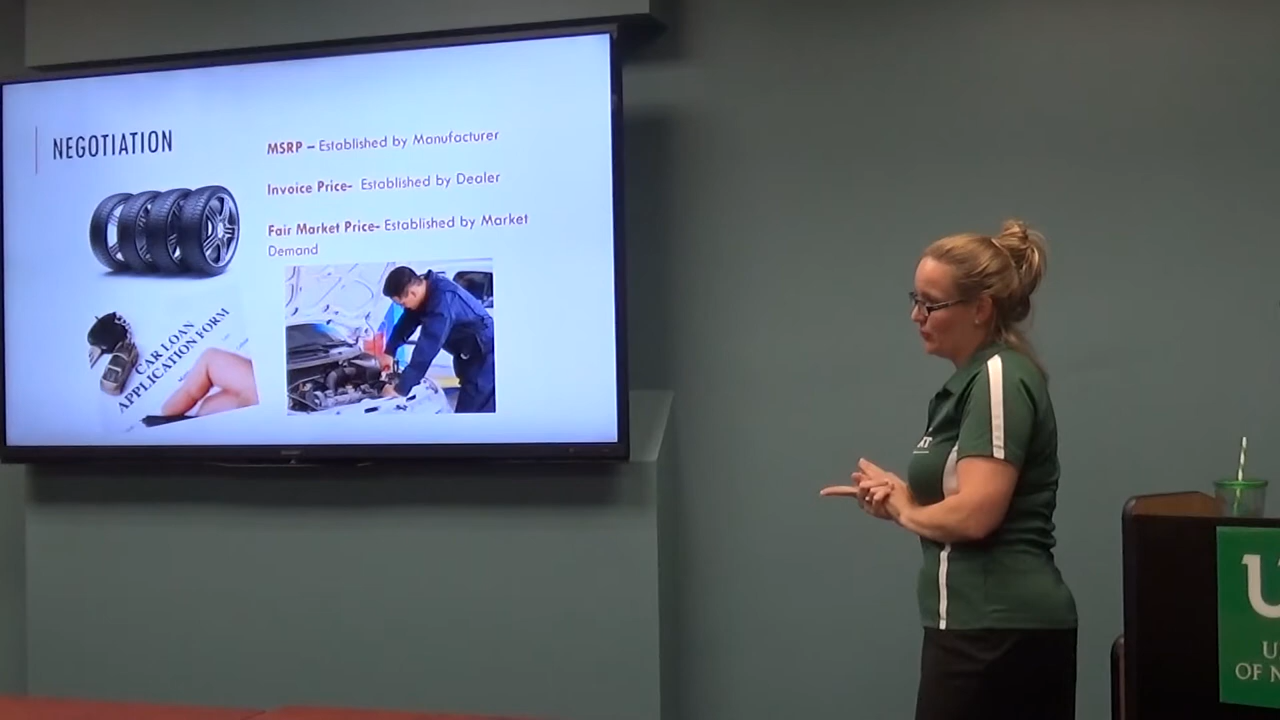 NEGOTIATION
MSRP – Established by Manufacturer
Invoice Price- Established by Dealer
Fair Market Price- Established by Market
Demand
CAR LOAN
APPLICATION FORM
OF N